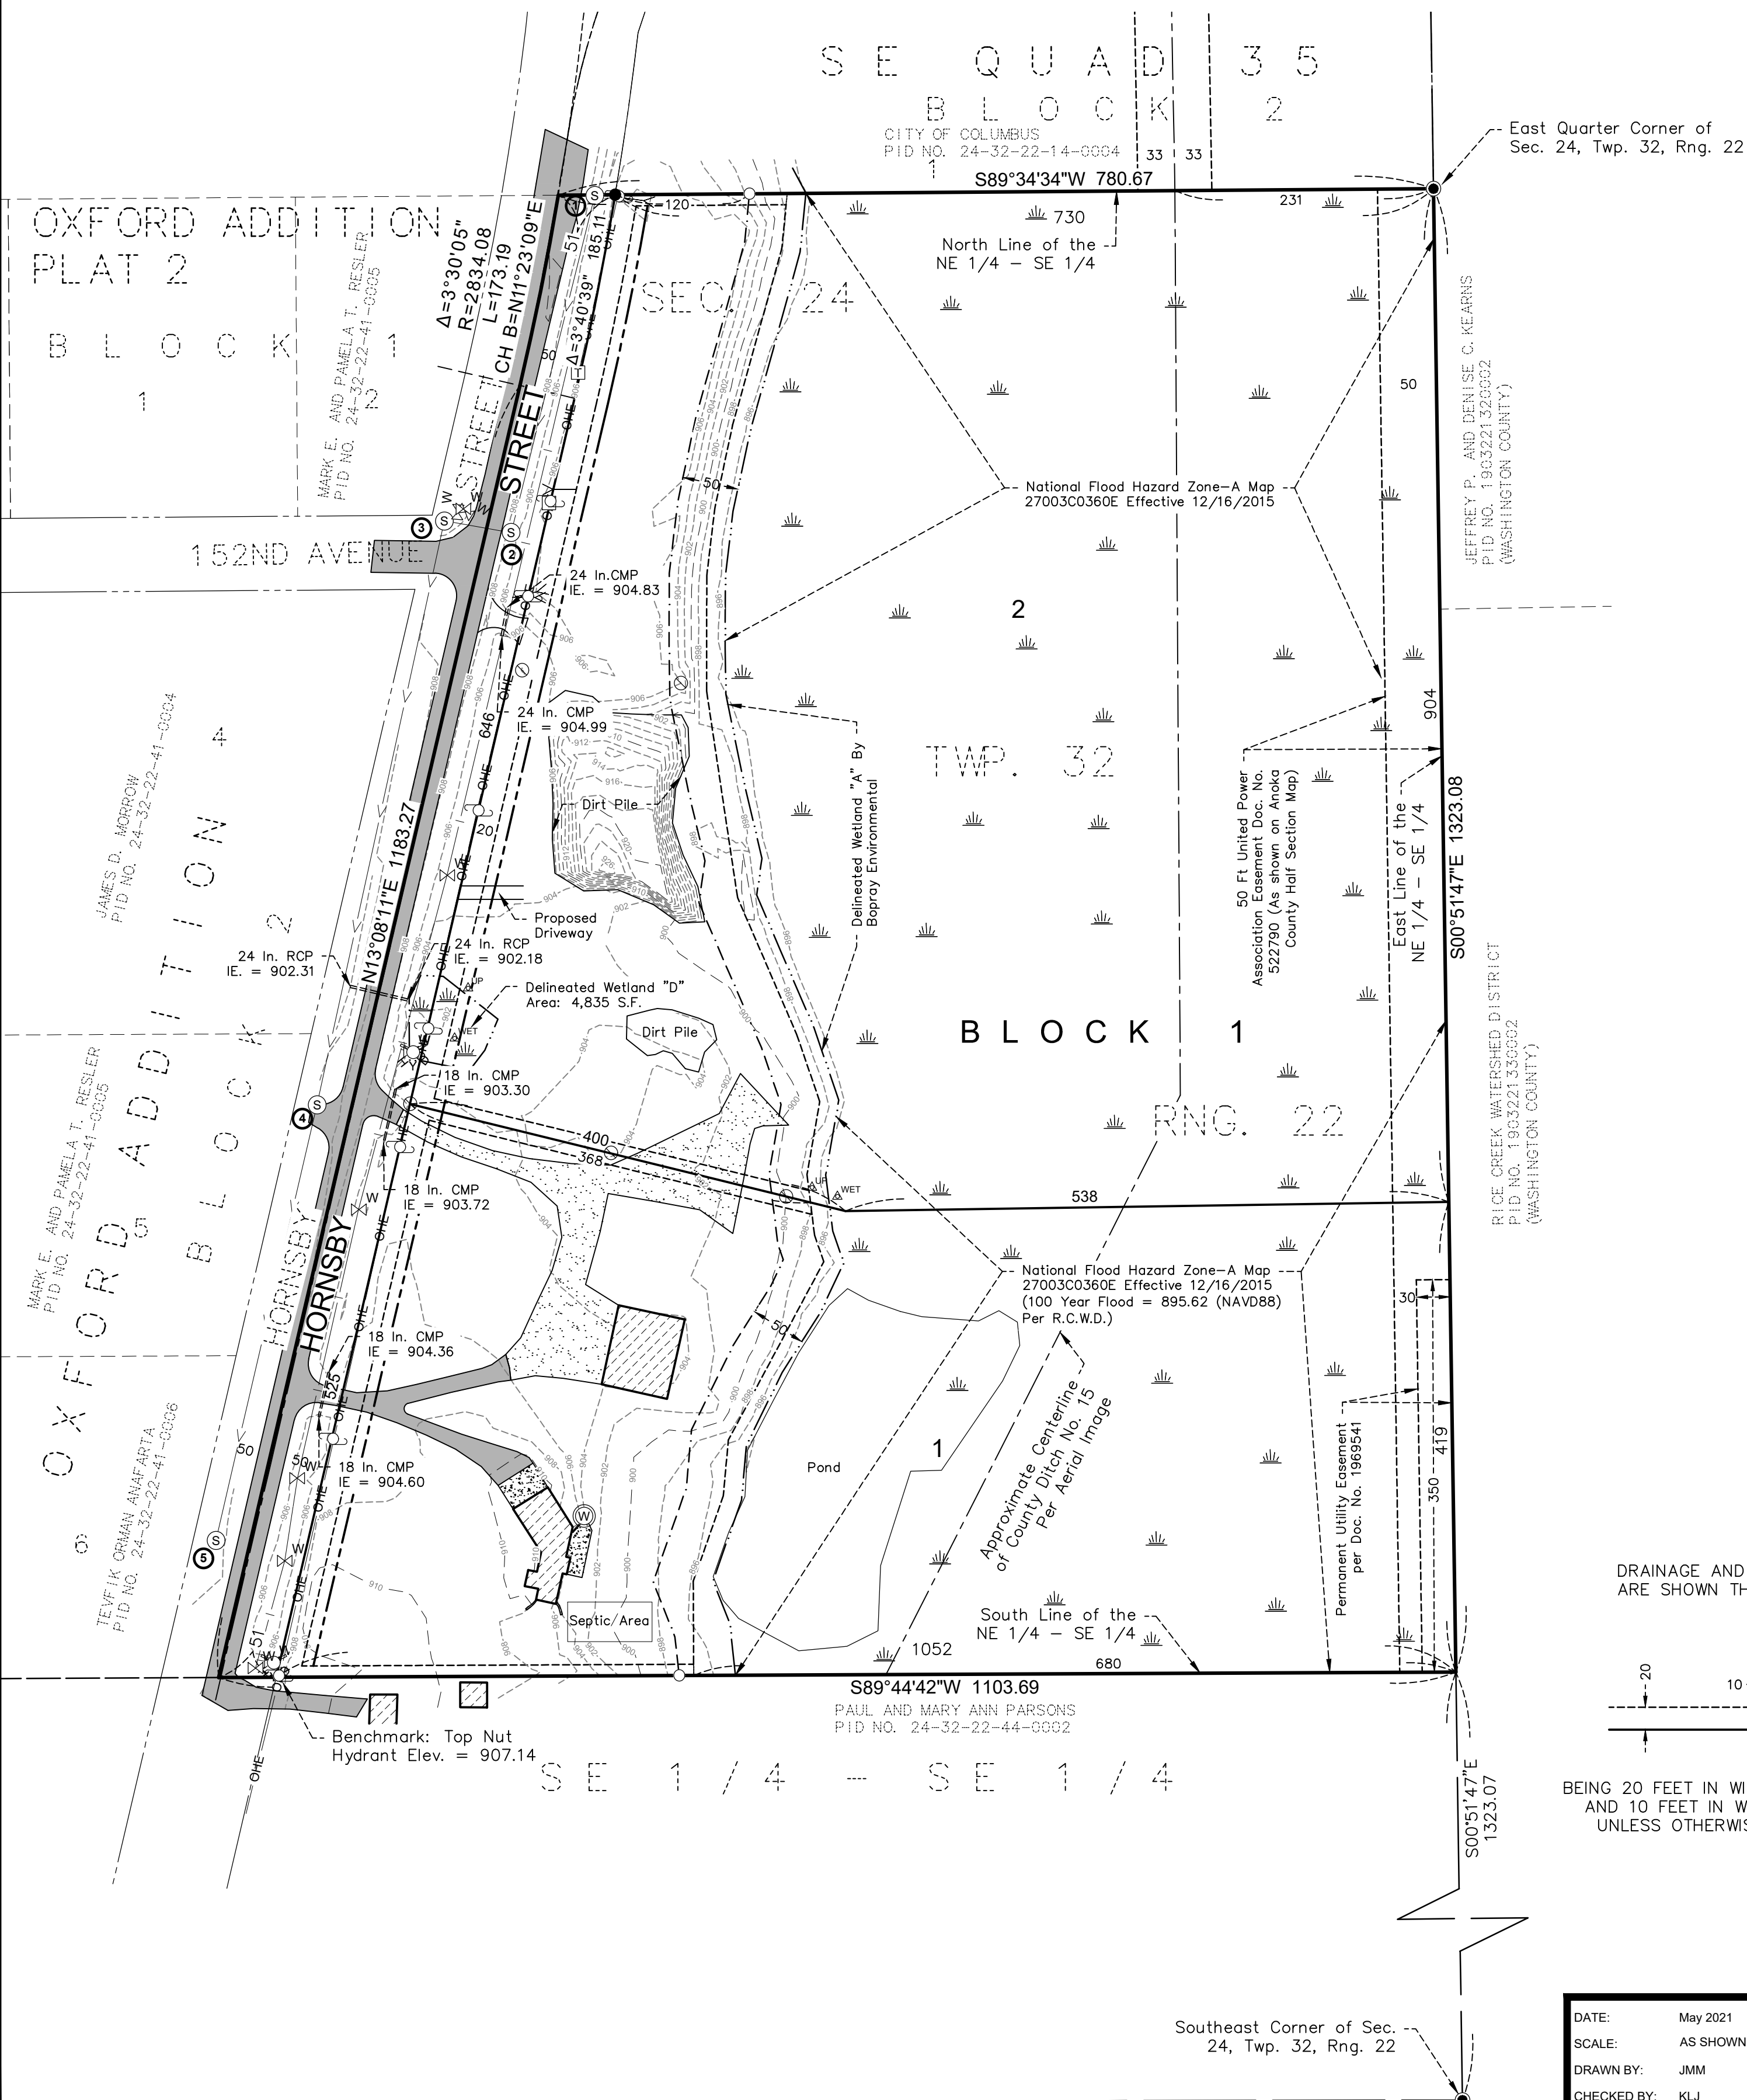 SE QUAD 35
BLOCK 2
CITY OF COLUMBUS
PID NO. 24-32-22-14-0004
1
33 33
East Quarter Corner of
Sec. 24, Twp. 32, Rng. 22
S89°34'34"W 780.67
120
231
730
North Line of the
NE 1/4 - SE 1/4
OXFORD ADDITION
PLAT 2
BLOCK 1
1
2
MARK E. AND PAMELA T. RESLER
PID NO. 24-32-22-41-0005
Δ=3°30'05"
R=2834.08
L=173.19
CH B=N11°23'09"E
51
Δ=3°40'39" 185.11
OHE
50
STREET
STREET
SEC. 24
50
JEFFREY P. AND DENISE C. KEARNS
PID NO. 1903221320002
(WASHINGTON COUNTY)
National Flood Hazard Zone-A Map
27003C0360E Effective 12/16/2015
50
1
2
3
152ND AVENUE
24 In.CMP
IE. = 904.83
2
24 In. CMP
IE. = 904.99
646
904
TWP. 32
Delineated Wetland "A" By
Bopray Environmental
50 Ft United Power
Association Easement Doc. No.
522790 (As shown on Anoka
County Half Section Map)
East Line of the
NE 1/4 - SE 1/4
S00°51'47"E 1323.08
Dirt Pile
20
JAMES D. MORROW
PID NO. 24-32-22-41-0004
4
N13°08'11"E 1183.27
Proposed
Driveway
24 In. RCP
IE. = 902.31
24 In. RCP
IE. = 902.18
Delineated Wetland "D"
Area: 4,835 S.F.
UP
WET
Dirt Pile
BLOCK 1
RICE CREEK WATERSHED DISTRICT
PID NO. 1903221330002
(WASHINGTON COUNTY)
18 In. CMP
IE = 903.30
4
MARK E. AND PAMELA T. RESLER
PID NO. 24-32-22-41-0005
5
OXFORD ADDITION
BLOCK 2
RNG. 22
400
368
UP
WET
538
18 In. CMP
IE = 903.72
HORNSBY
HORNSBY
National Flood Hazard Zone-A Map
27003C0360E Effective 12/16/2015
(100 Year Flood = 895.62 (NAVD88)
Per R.C.W.D.)
30
50
18 In. CMP
IE = 904.36
525
Approximate Centerline
of County Ditch No. 15
Per Aerial Image
350
419
Permanent Utility Easement
per Doc. No. 1969541
1
Pond
50
50
18 In. CMP
IE = 904.60
TEVFIK ORMAN ANAFARTA
PID NO. 24-32-22-41-0006
6
5
W
Septic Area
51
South Line of the
NE 1/4 - SE 1/4
1052
680
S89°44'42"W 1103.69
PAUL AND MARY ANN PARSONS
PID NO. 24-32-22-44-0002
Benchmark: Top Nut
Hydrant Elev. = 907.14
OHE
SE 1/4 - SE 1/4
S00°51'47"E
1323.07
DRAINAGE AND
ARE SHOWN TH
20
10
BEING 20 FEET IN WI
AND 10 FEET IN W
UNLESS OTHERWIS
Southeast Corner of Sec.
24, Twp. 32, Rng. 22
DATE: May 2021
SCALE: AS SHOWN
DRAWN BY: JMM
CHECKED BY: KLJ